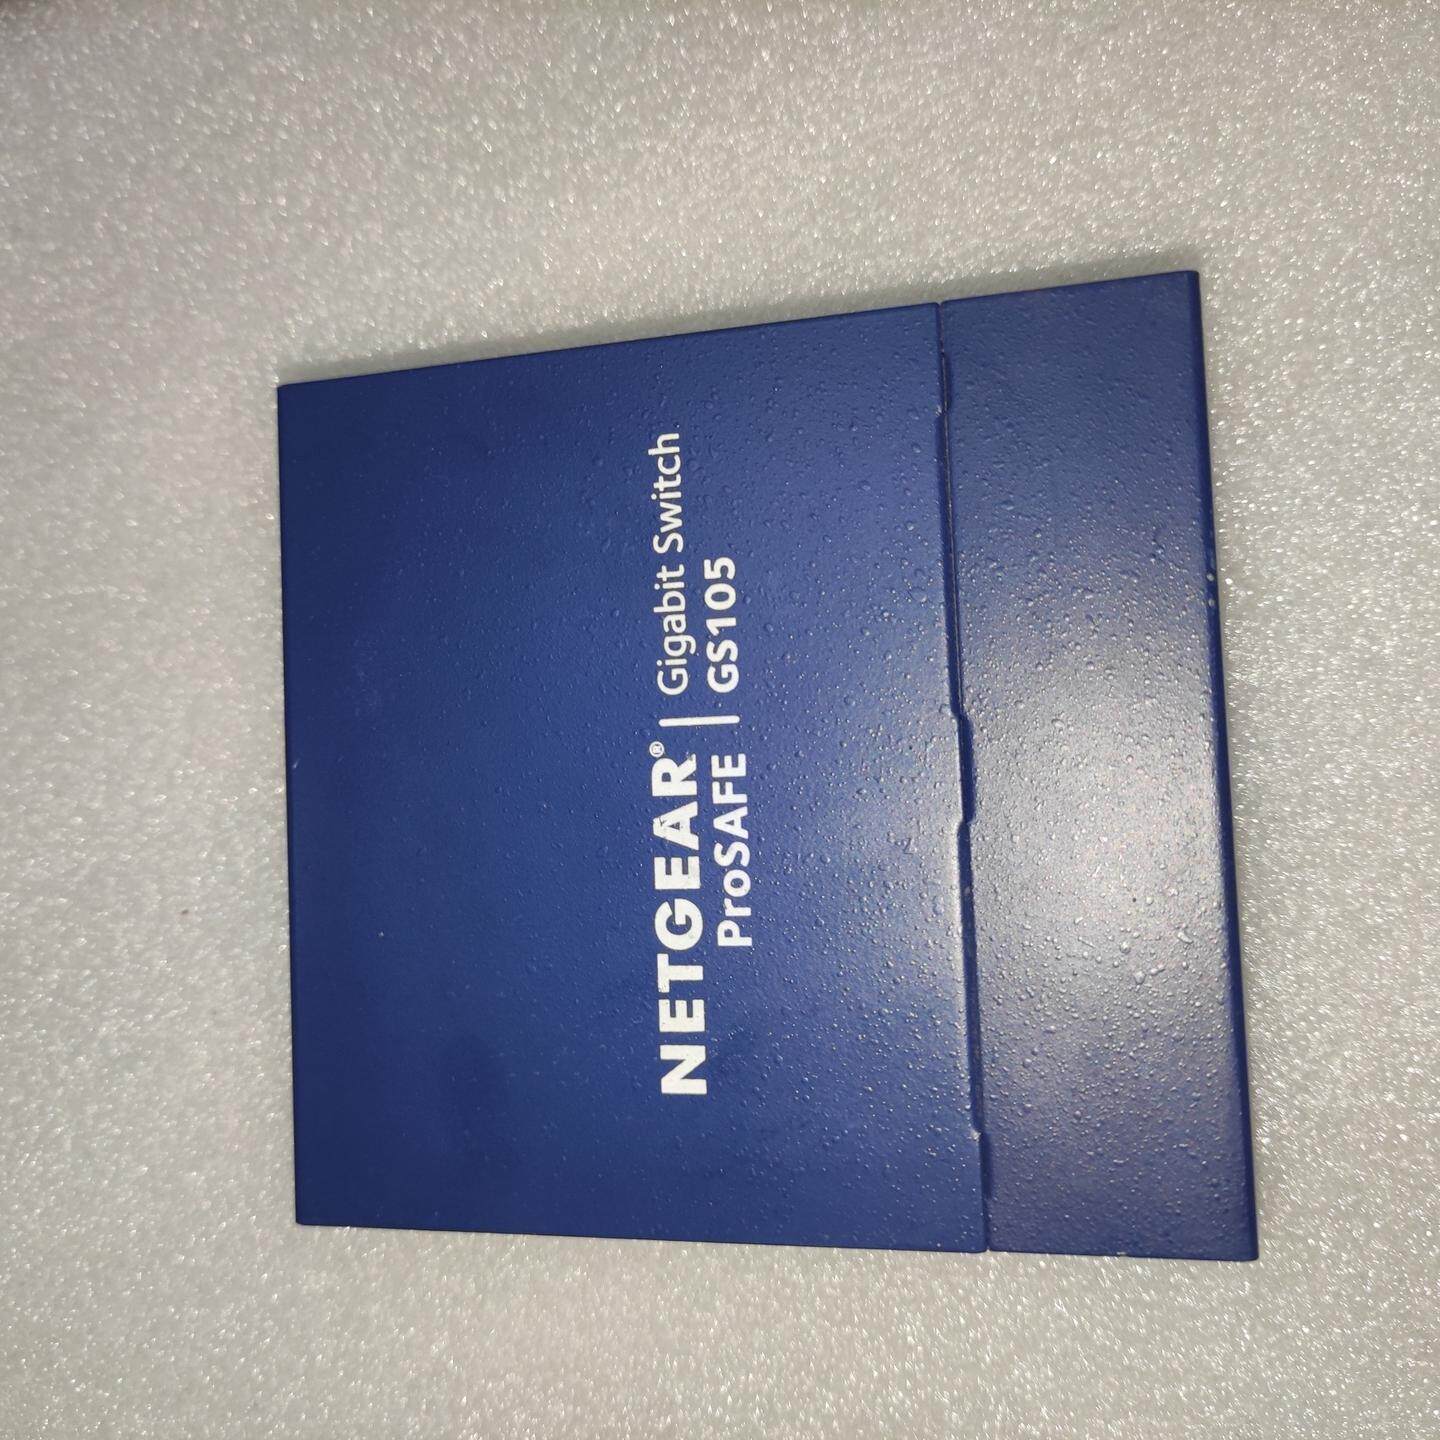 NETGEAR® | Gigabit Switch
ProSAFE | GS105